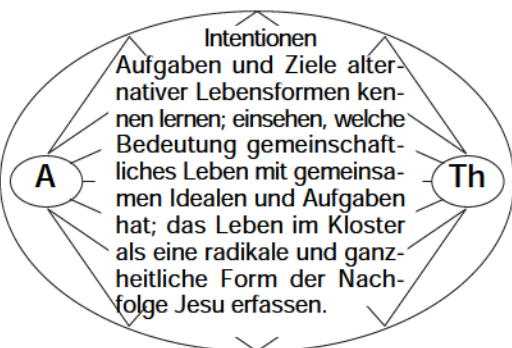 Intentionen
Aufgaben und Ziele alter-
nativer Lebensformen ken-
nen lernen; einsehen, welche
Bedeutung gemeinschaft-
liches Leben mit gemeinsa-
A
Th
men Idealen und Aufgaben
hat; das Leben im Kloster
als eine radikale und ganz-
heitliche Form der Nach-
folge Jesu erfassen.